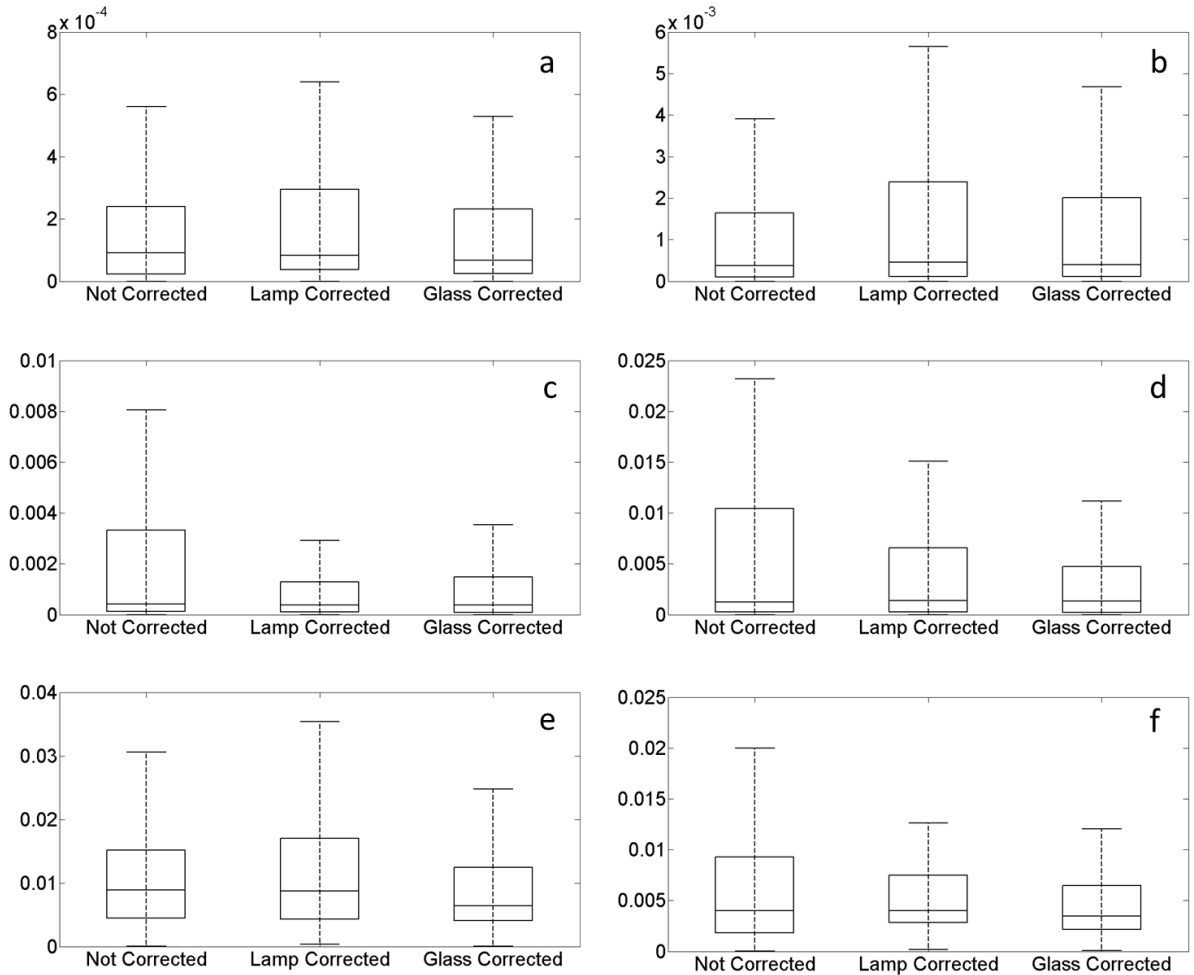 8 x 10-4
a
6
4
2
0
Not Corrected Lamp Corrected Glass Corrected
6 x 10-3
b
5
4
3
2
1
0
Not Corrected Lamp Corrected Glass Corrected
0.01
c
0.008
0.006
0.004
0.002
0
Not Corrected Lamp Corrected Glass Corrected
0.025
d
0.02
0.015
0.01
0.005
0
Not Corrected Lamp Corrected Glass Corrected
0.04
e
0.03
0.02
0.01
0
Not Corrected Lamp Corrected Glass Corrected
0.025
f
0.02
0.015
0.01
0.005
0
Not Corrected Lamp Corrected Glass Corrected